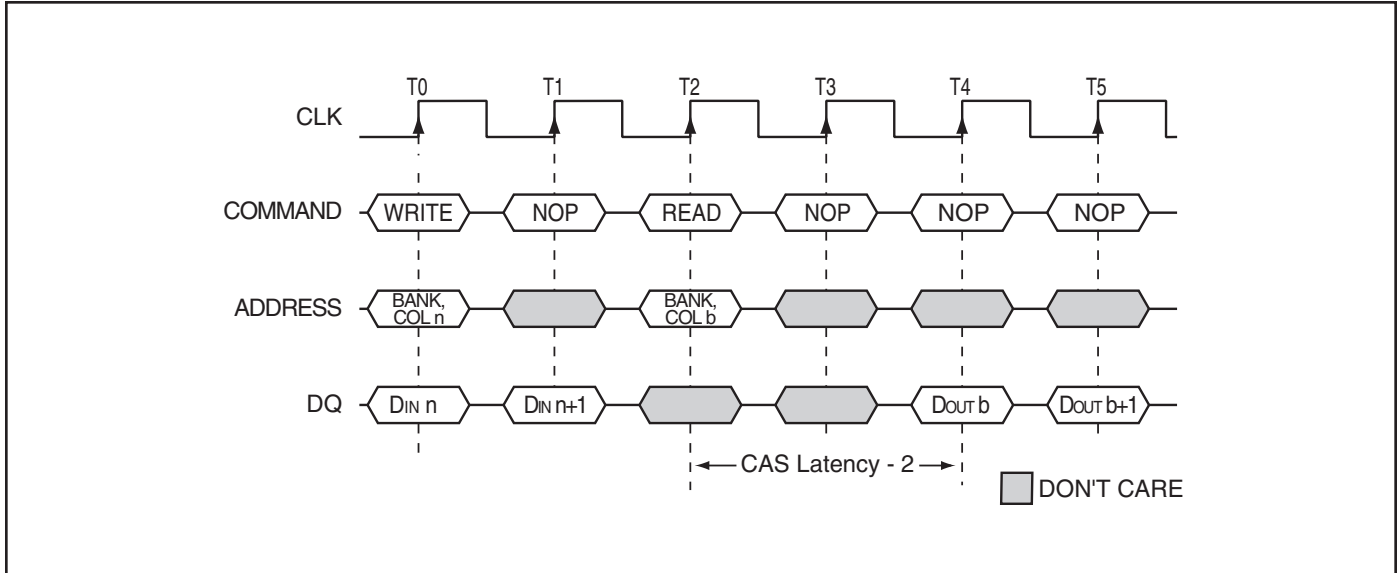 T0 T1 T2 T3 T4 T5
CLK
COMMAND WRITE NOP READ NOP NOP NOP
ADDRESS BANK, COL n BANK, COL b
DQ DIN n DIN n+1 DOUT b DOUT b+1
CAS Latency - 2
DON'T CARE